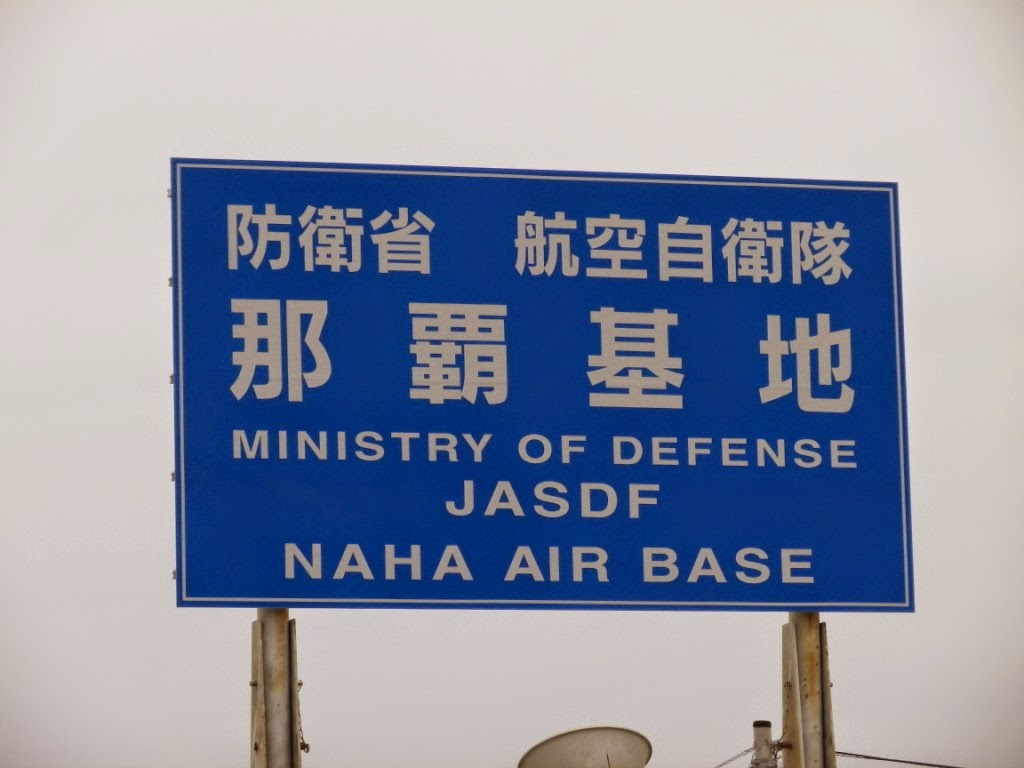 防衛省 航空自衛隊
那覇基地
MINISTRY OF DEFENSE
JASDF
NAHA AIR BASE